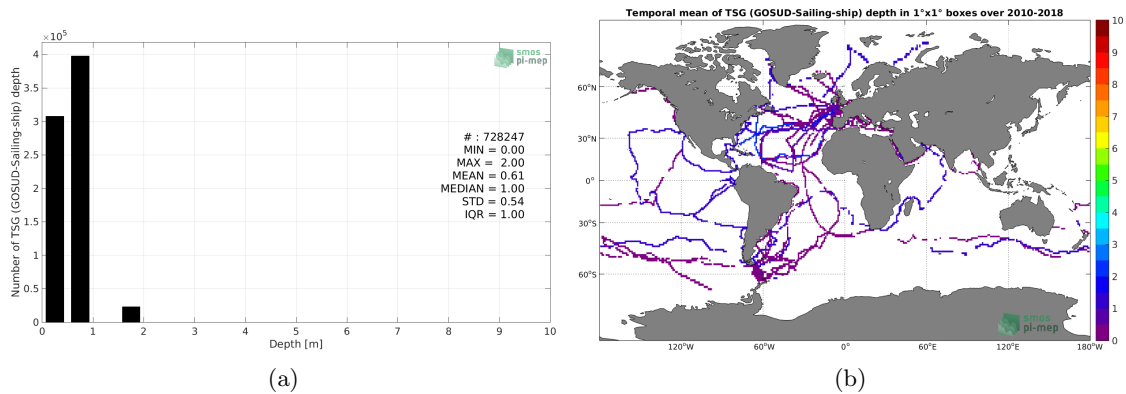 ×10⁵
smos
pi-mep
Number of TSG (GOSUD-Sailing-ship) depth
4
3.5
3
2.5
2
1.5
1
0.5
0
# : 728247
MIN = 0.00
MAX = 2.00
MEAN = 0.61
MEDIAN = 1.00
STD = 0.54
IQR = 1.00
0 1 2 3 4 5 6 7 8 9 10
Depth [m]
(a)
Temporal mean of TSG (GOSUD-Sailing-ship) depth in 1°x1° boxes over 2010-2018
60°N
30°N
0°
30°S
60°S
120°W 60°W 0° 60°E 120°E 180°W
smos
pi-mep
10
9
8
7
6
5
4
3
2
1
0
(b)